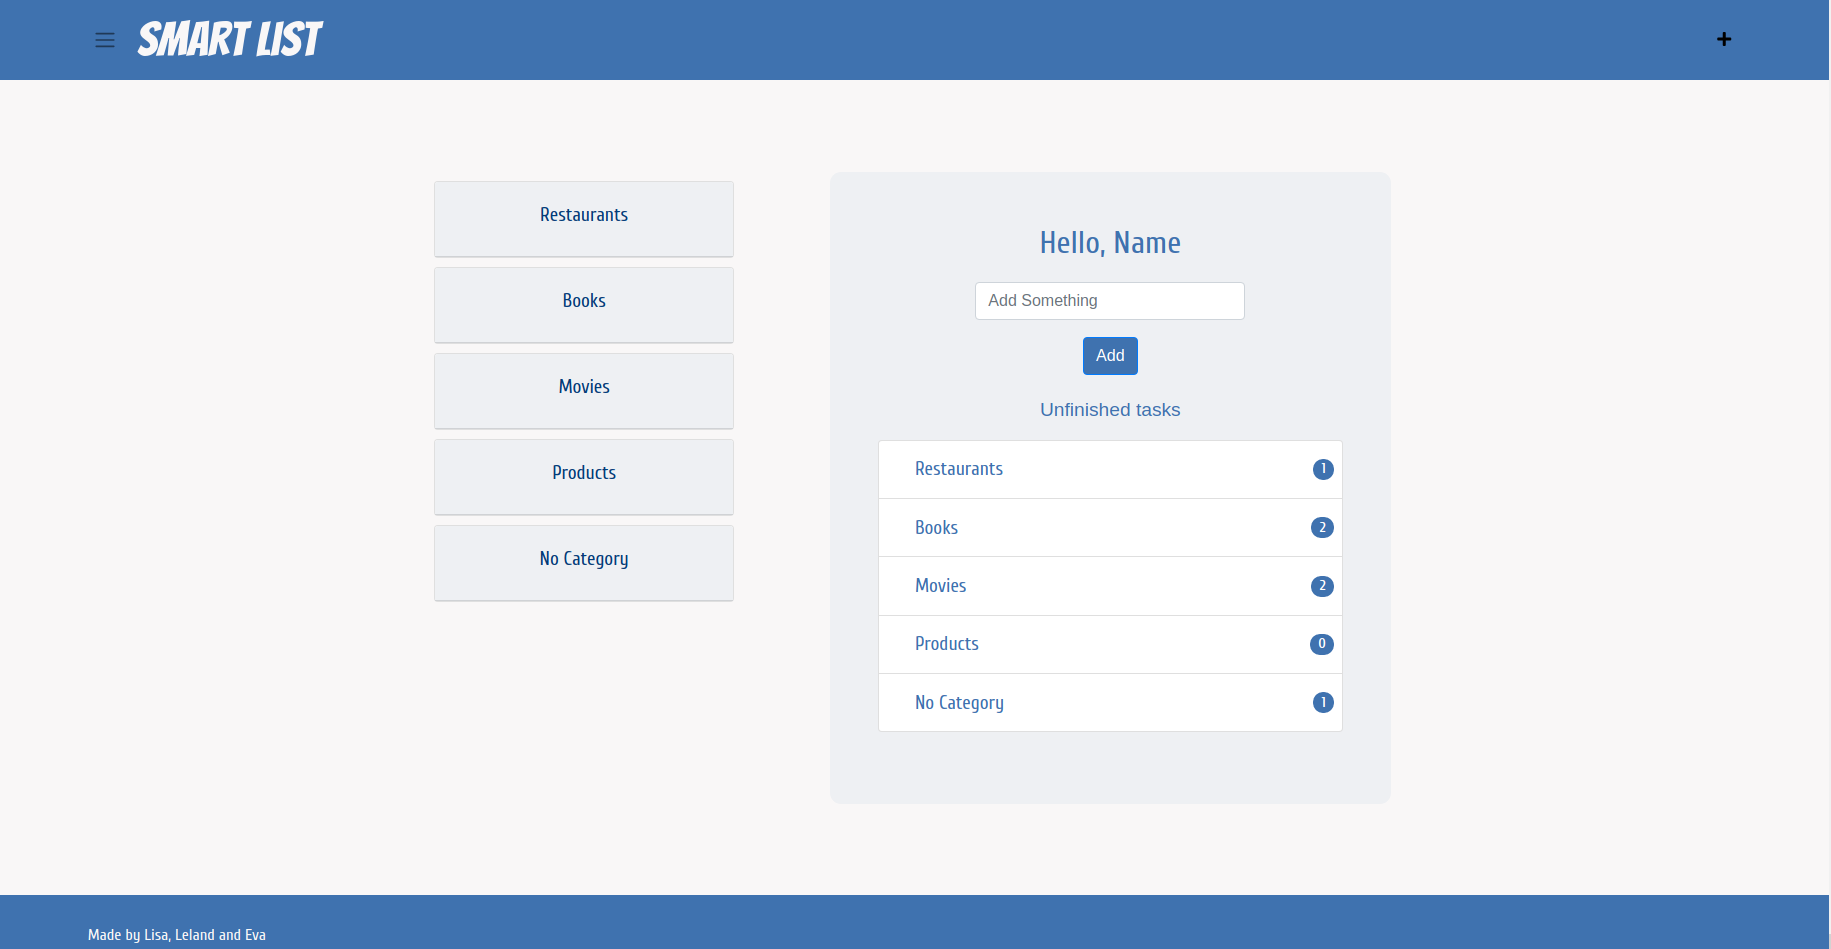 SMART LIST
Restaurants
Books
Movies
Products
No Category
Hello, Name
Add Something
Add
Unfinished tasks
Restaurants 1
Books 2
Movies 2
Products 0
No Category 1
Made by Lisa, Leland and Eva